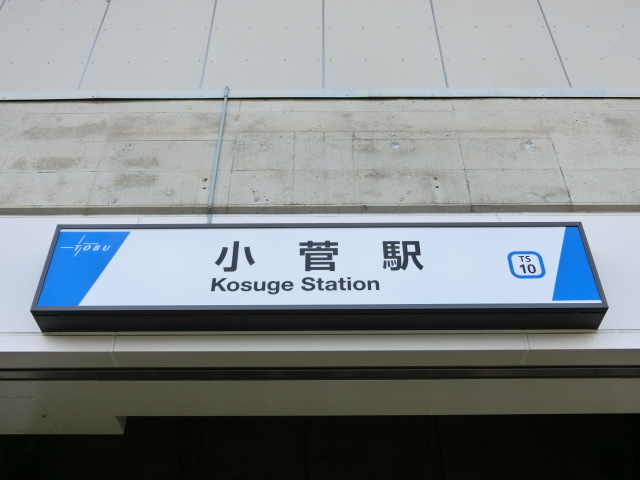 TOBU
小菅駅
Kosuge Station
TS
10